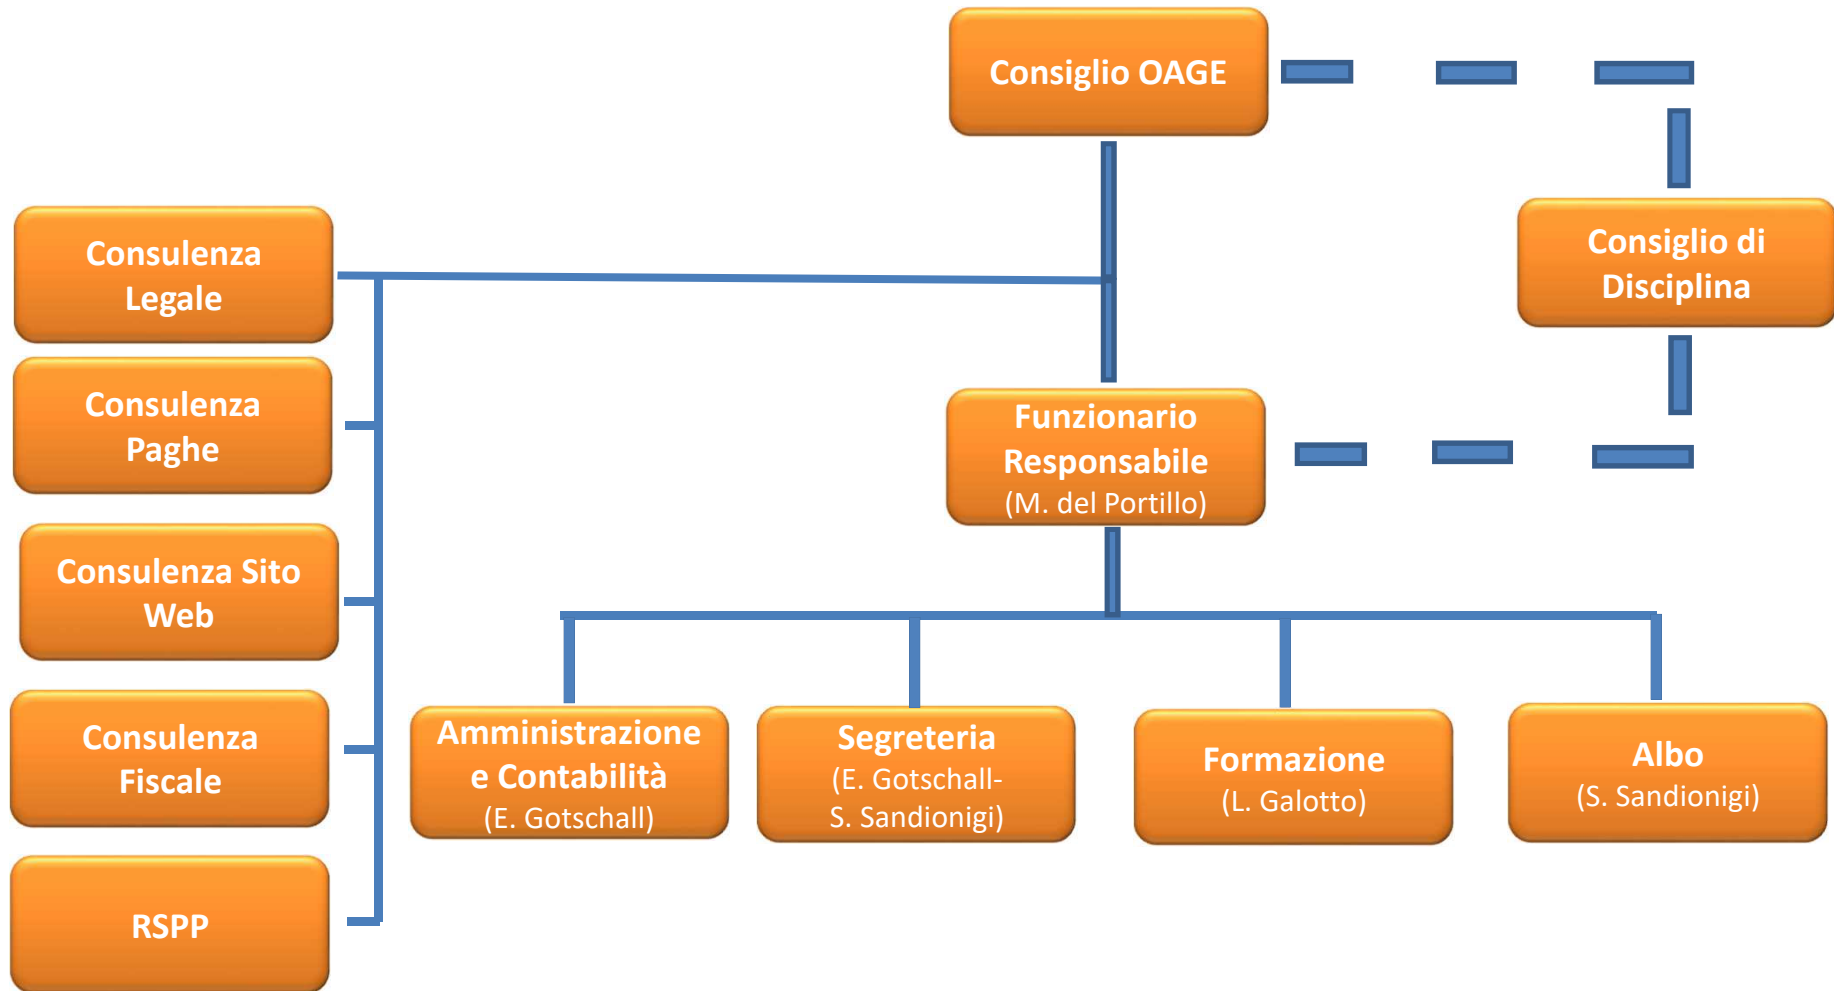 Consiglio OAGE
Consulenza
Legale
Consiglio di
Disciplina
Consulenza
Paghe
Funzionario
Responsabile
(M. del Portillo)
Consulenza Sito
Web
Consulenza
Fiscale
Amministrazione
e Contabilità
(E. Gotschall)
Segreteria
(E. Gotschall-
S. Sandionigi)
Formazione
(L. Galotto)
Albo
(S. Sandionigi)
RSPP